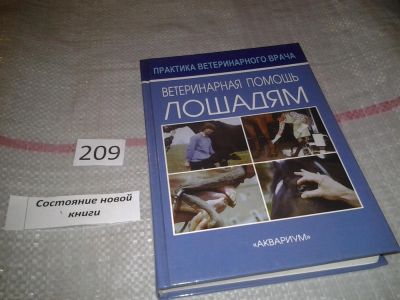 ПРАКТИКА ВЕТЕРИНАРНОГО ВРАЧА
ВЕТЕРИНАРНАЯ ПОМОЩЬ
ЛОШАДЯМ
«АКВАРИУМ»
209
Состояние новой
книги